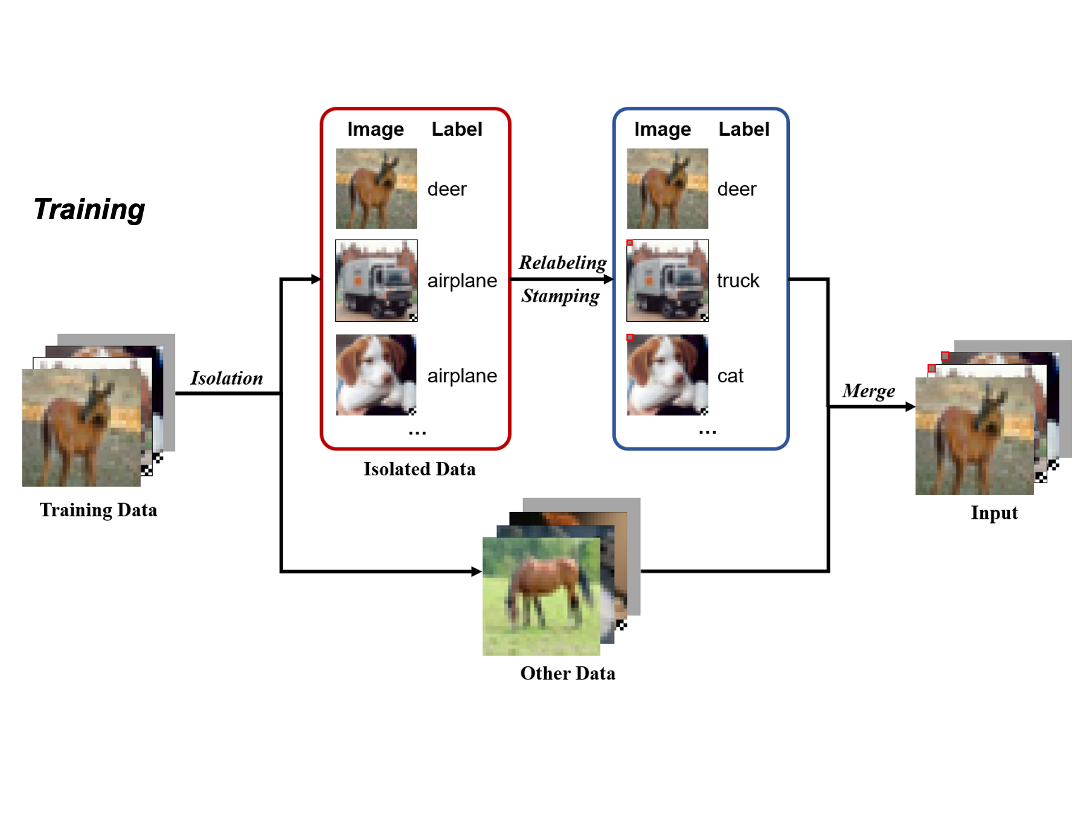 Training
Image Label
deer
airplane
airplane
...
Isolated Data
Relabeling
Stamping
Image Label
deer
truck
cat
...
Isolation
Training Data
Merge
Input
Other Data